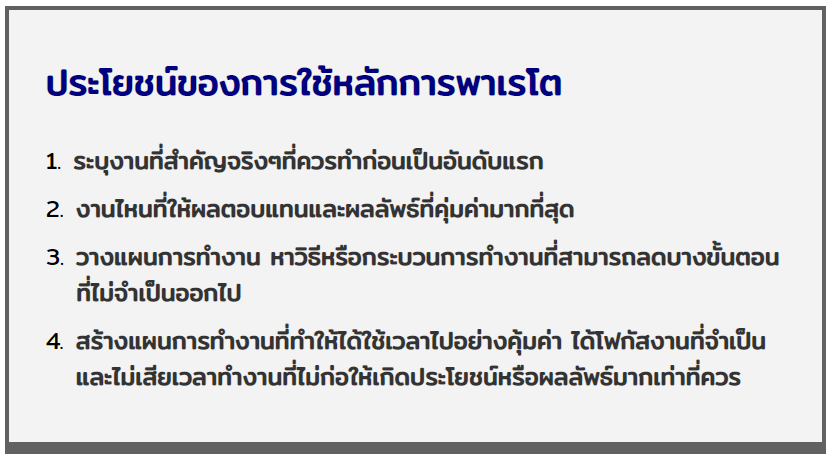 ประโยชน์ของการใช้หลักการพาเรโต
1. ระบุงานที่สำคัญจริงๆที่ควรทำก่อนเป็นอันดับแรก
2. งานไหนที่ให้ผลตอบแทนและผลลัพธ์ที่คุ่มค่ามากที่สุด
3. วางแผนการทำงาน หาวิธีหรือกระบวนการทำงานที่สามารถลดบางขั้นตอน
ที่ไม่จำเป็นออกไป
4. สร้างแผนการทำงานที่ทำให้ได้ใช้เวลาไปอย่างคุ้มค่า ได้โฟกัสงานที่จำเป็น
และไม่เสียเวลาทำงานที่ไม่ก่อให้เกิดประโยชน์หรือผลลัพธ์มากเท่าที่ควร